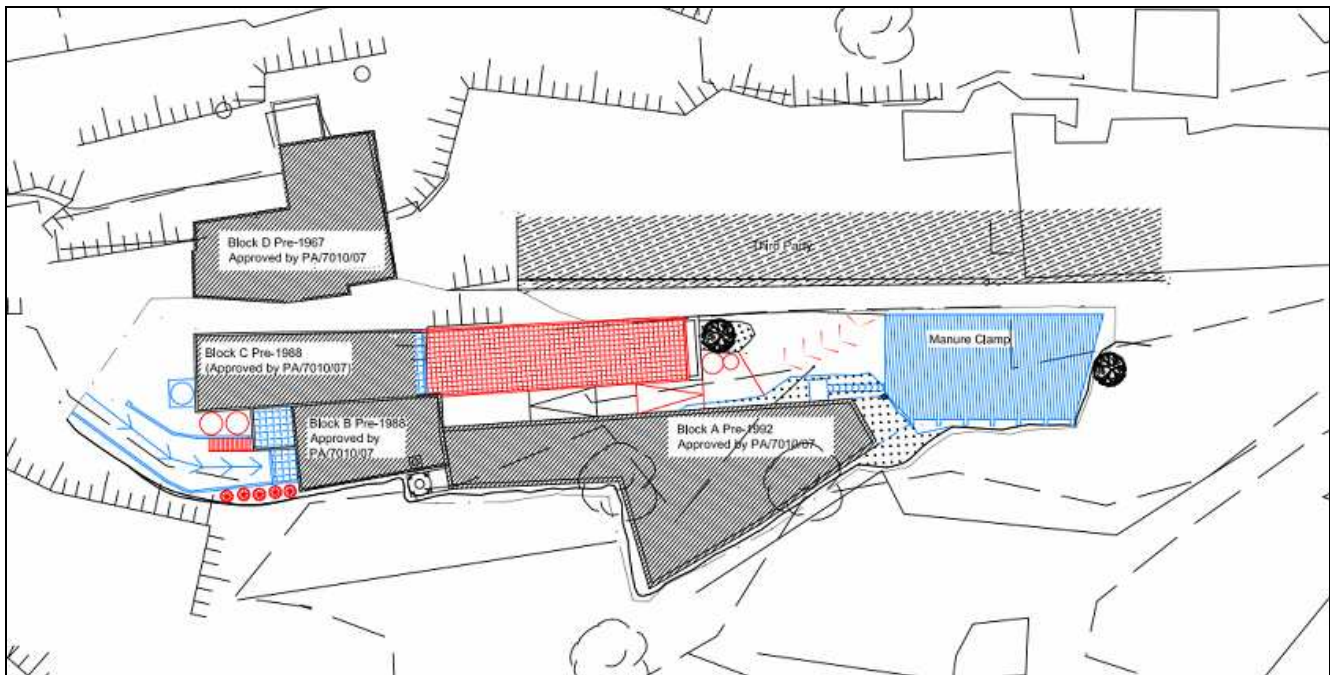 Block D Pre-1967
Approved by PA/7010/07
Third Party
Block C Pre-1988
(Approved by PA/7010/07)
Manure Clamp
Block B Pre-1988
Approved by
PA/7010/07
Block A Pre-1992
Approved by PA/7010/07